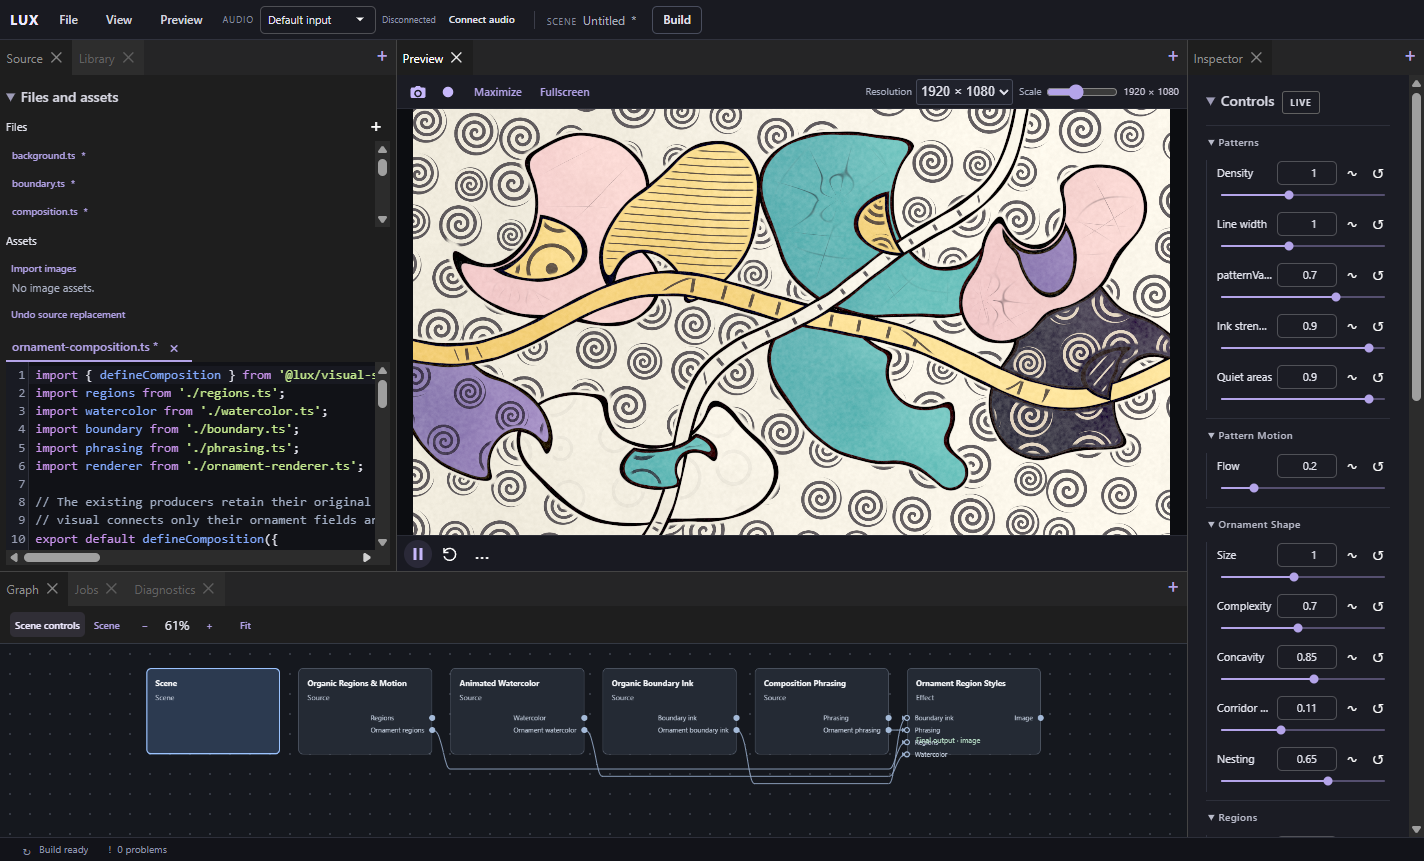 LUX File View Preview AUDIO Default input Disconnected Connect audio SCENE Untitled * Build
Source Library +
Files and assets
Files +
background.ts *
boundary.ts *
composition.ts *
Assets
Import images
No image assets.
Undo source replacement
ornament-composition.ts * ×
1 import { defineComposition } from '@lux/visual-s
2 import regions from './regions.ts';
3 import watercolor from './watercolor.ts';
4 import boundary from './boundary.ts';
5 import phrasing from './phrasing.ts';
6 import renderer from './ornament-renderer.ts';
7
8 // The existing producers retain their original
9 // visual connects only their ornament fields an
10 export default defineComposition({
Preview +
Maximize Fullscreen Resolution 1920 × 1080 Scale 1920 × 1080
...
Graph Jobs Diagnostics +
Scene controls Scene − 61% + Fit
Scene
Scene
Organic Regions & Motion
Source
Regions
Ornament regions
Animated Watercolor
Source
Watercolor
Ornament watercolor
Organic Boundary Ink
Source
Boundary ink
Ornament boundary ink
Composition Phrasing
Source
Phrasing
Ornament phrasing
Ornament Region Styles
Effect
Boundary ink Image
Phrasing
Regions
Final output · image
Watercolor
Inspector +
Controls LIVE
Patterns
Density 1
Line width 1
patternVa... 0.7
Ink stren... 0.9
Quiet areas 0.9
Pattern Motion
Flow 0.2
Ornament Shape
Size 1
Complexity 0.7
Concavity 0.85
Corridor ... 0.11
Nesting 0.65
Regions
Build ready ! 0 problems